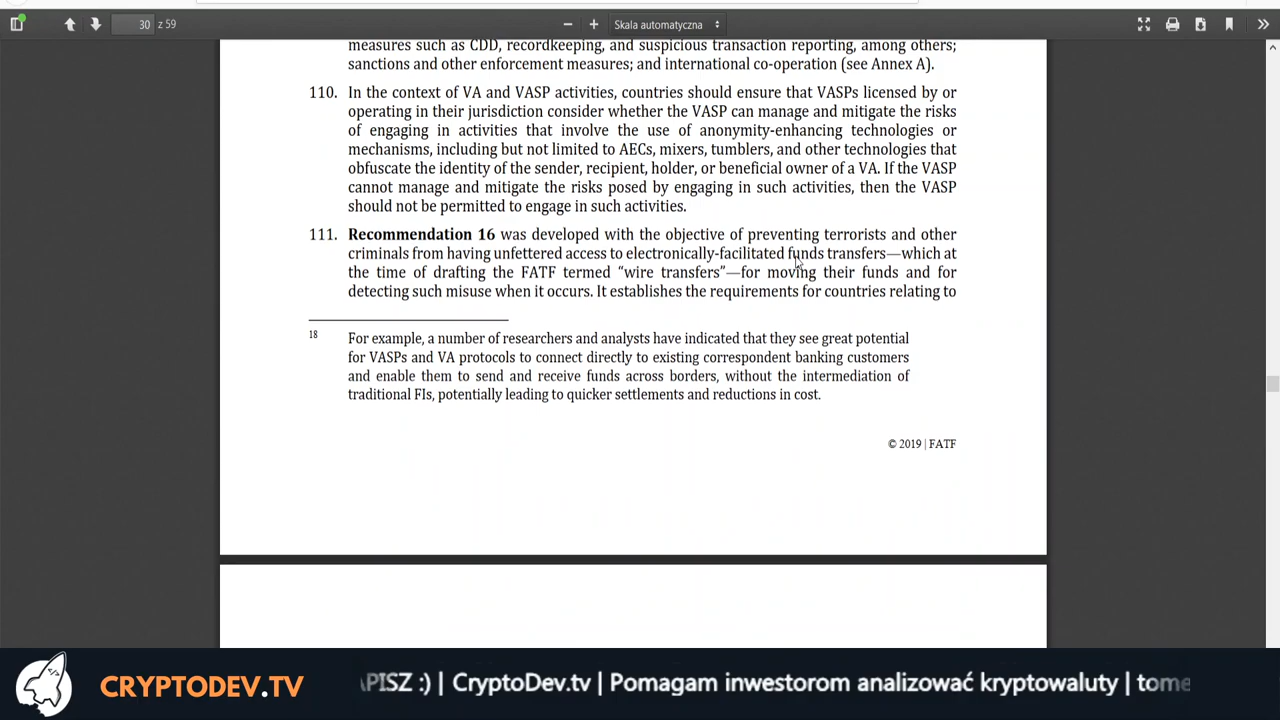 30 z 59
Skala automatyczna
measures such as CDD, recordkeeping, and suspicious transaction reporting, among others;
sanctions and other enforcement measures; and international co-operation (see Annex A).
110. In the context of VA and VASP activities, countries should ensure that VASPs licensed by or
operating in their jurisdiction consider whether the VASP can manage and mitigate the risks
of engaging in activities that involve the use of anonymity-enhancing technologies or
mechanisms, including but not limited to AECs, mixers, tumblers, and other technologies that
obfuscate the identity of the sender, recipient, holder, or beneficial owner of a VA. If the VASP
cannot manage and mitigate the risks posed by engaging in such activities, then the VASP
should not be permitted to engage in such activities.
111. Recommendation 16 was developed with the objective of preventing terrorists and other
criminals from having unfettered access to electronically-facilitated funds transfers—which at
the time of drafting the FATF termed “wire transfers”—for moving their funds and for
detecting such misuse when it occurs. It establishes the requirements for countries relating to
18 For example, a number of researchers and analysts have indicated that they see great potential
for VASPs and VA protocols to connect directly to existing correspondent banking customers
and enable them to send and receive funds across borders, without the intermediation of
traditional FIs, potentially leading to quicker settlements and reductions in cost.
© 2019 | FATF
CRYPTODEV.TV
APISZ :) | CryptoDev.tv | Pomagam inwestorom analizować kryptowaluty | tome